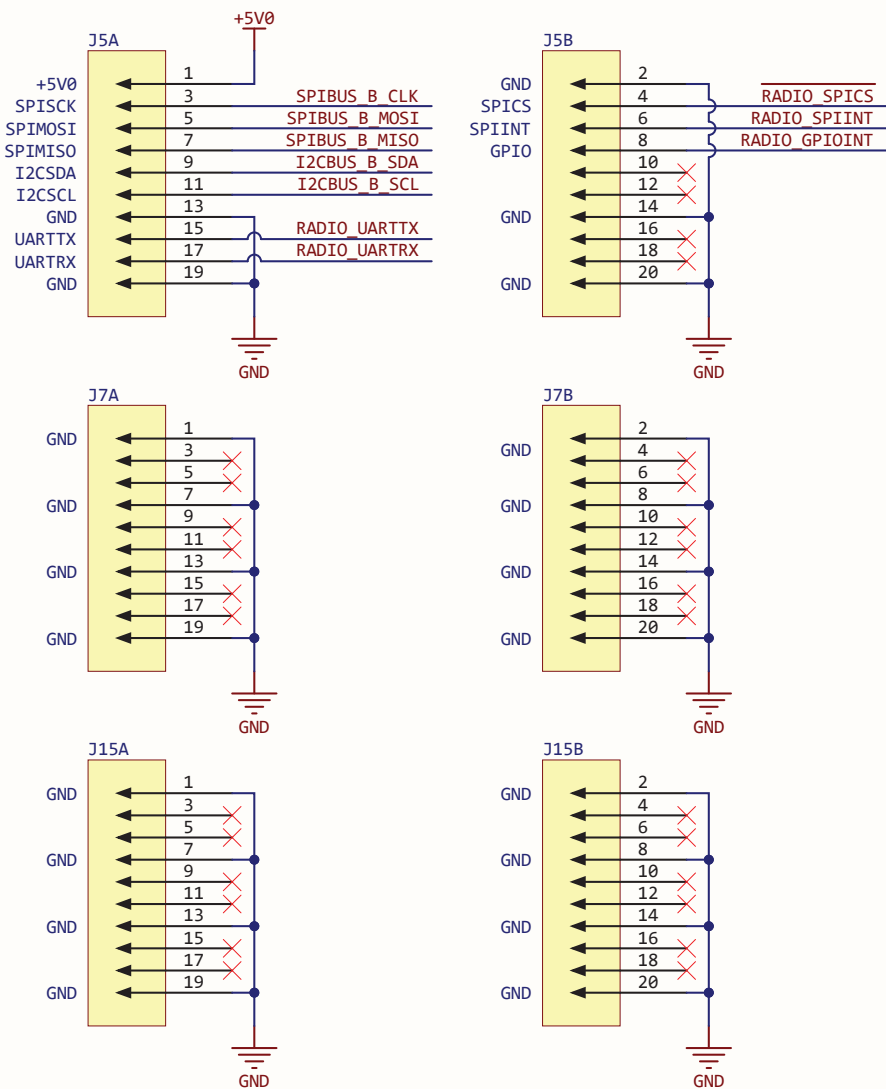 +5V0
J5A
1
+5V0
3
SPISCK
SPIBUS_B_CLK
5
SPIMOSI
SPIBUS_B_MOSI
7
SPIMISO
SPIBUS_B_MISO
9
I2CSDA
I2CBUS_B_SDA
11
I2CSCL
I2CBUS_B_SCL
13
GND
15
UARTTX
RADIO_UARTTX
17
UARTRX
RADIO_UARTRX
19
GND
GND
J5B
2
GND
4
SPICS
RADIO_SPICS
6
SPIINT
RADIO_SPIINT
8
GPIO
RADIO_GPIOINT
10
12
14
GND
16
18
20
GND
GND
J7A
1
GND
3
5
7
GND
9
11
13
GND
15
17
19
GND
GND
J7B
2
GND
4
6
8
GND
10
12
14
GND
16
18
20
GND
GND
J15A
1
GND
3
5
7
GND
9
11
13
GND
15
17
19
GND
GND
J15B
2
GND
4
6
8
GND
10
12
14
GND
16
18
20
GND
GND